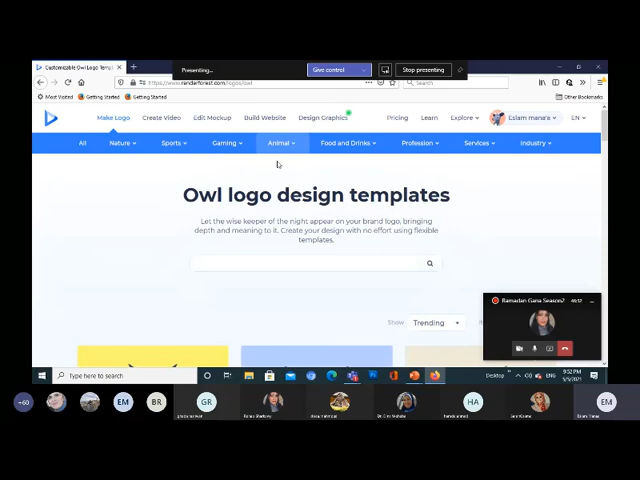 Customizable Owl Logo Templ
Presenting...
Give control
Stop presenting
https://www.renderforest.com/logos/owl
Search
Most Visited
Getting Started
Getting Started
Other Bookmarks
Make Logo
Create Video
Edit Mockup
Build Website
Design Graphics
Pricing
Learn
Explore
Eslam mana'a
EN
All
Nature
Sports
Gaming
Animal
Food and Drinks
Profession
Services
Industry
Owl logo design templates
Let the wise keeper of the night appear on your brand logo, bringing
depth and meaning to it. Create your design with no effort using flexible
templates.
Show
Trending
Ramadan Gana Season2
Type here to search
Desktop
ENG
9:52 PM
5/5/2021
+60
EM
BR
GR
HA
EM